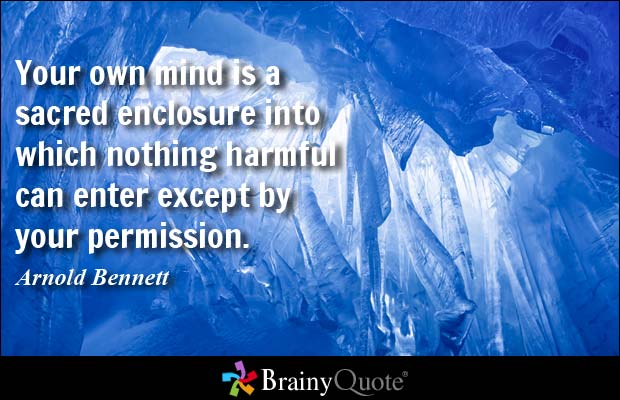 Your own mind is a
sacred enclosure into
which nothing harmful
can enter except by
your permission.
Arnold Bennett
BrainyQuote®